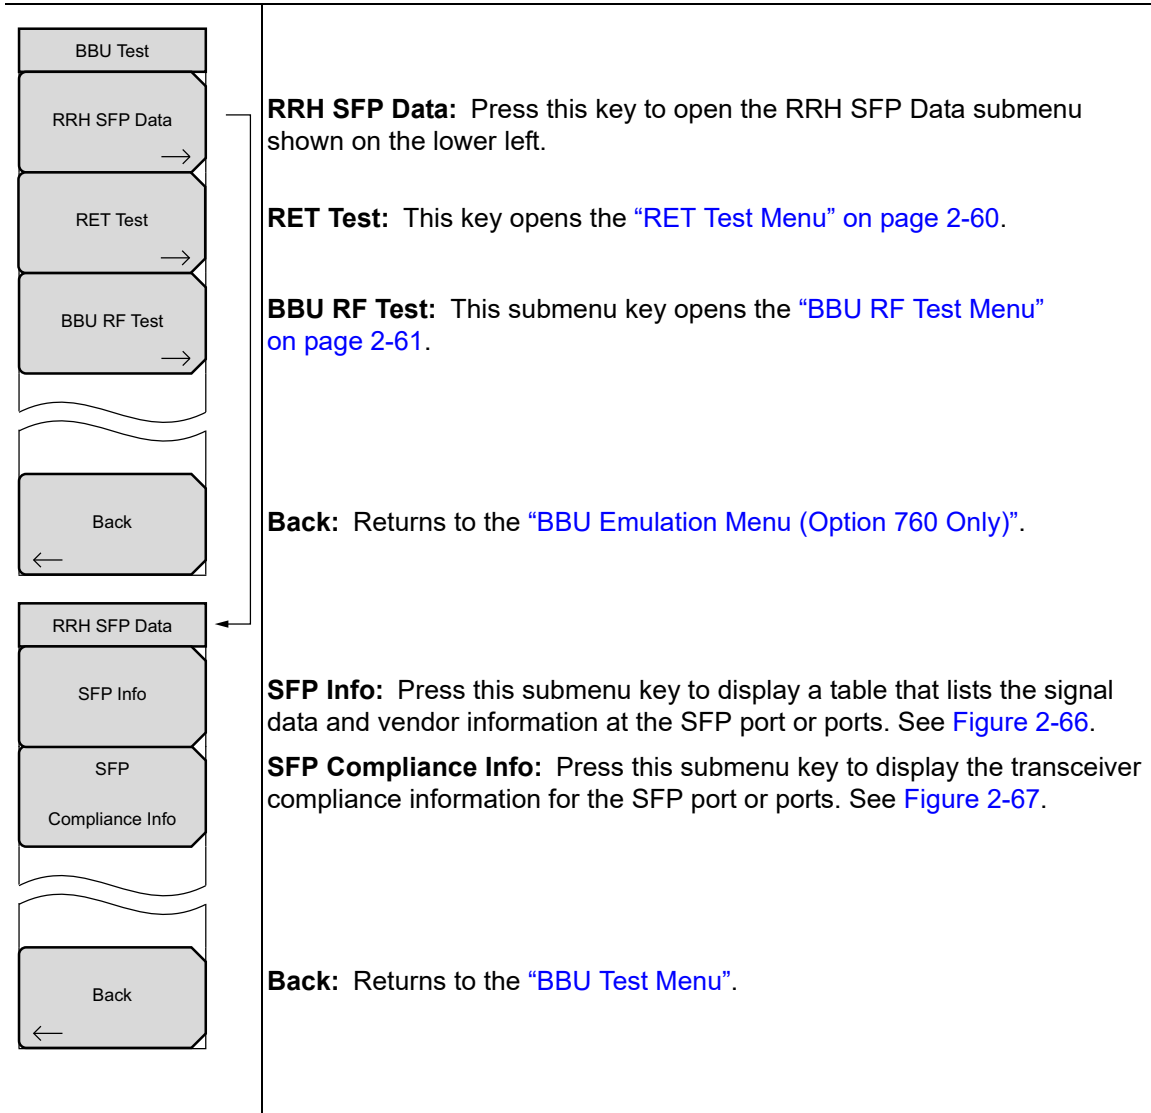 BBU Test
RRH SFP Data
RRH SFP Data: Press this key to open the RRH SFP Data submenu
shown on the lower left.
RET Test
RET Test: This key opens the “RET Test Menu” on page 2-60.
BBU RF Test
BBU RF Test: This submenu key opens the “BBU RF Test Menu”
on page 2-61.
Back
Back: Returns to the “BBU Emulation Menu (Option 760 Only)”.
RRH SFP Data
SFP Info
SFP Info: Press this submenu key to display a table that lists the signal
data and vendor information at the SFP port or ports. See Figure 2-66.
SFP
Compliance Info
SFP Compliance Info: Press this submenu key to display the transceiver
compliance information for the SFP port or ports. See Figure 2-67.
Back
Back: Returns to the “BBU Test Menu”.